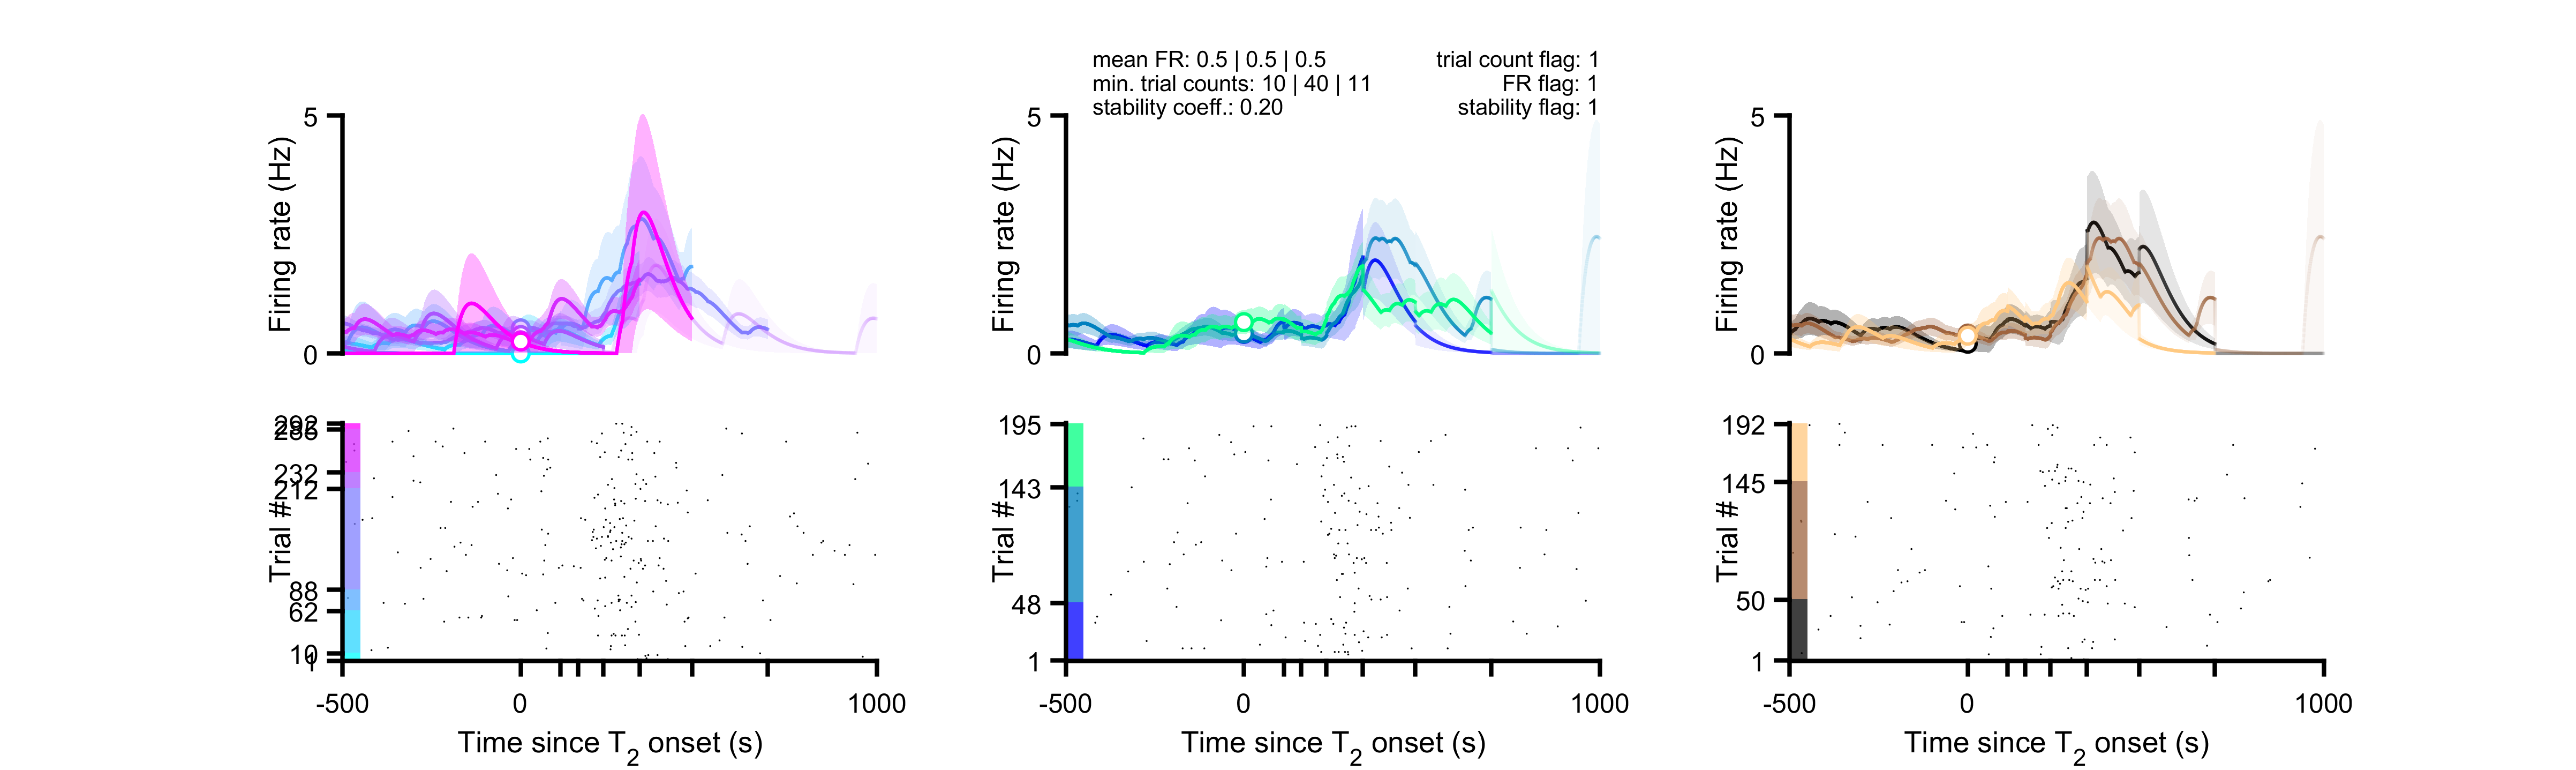 mean FR: 0.5 | 0.5 | 0.5
min. trial counts: 10 | 40 | 11
stability coeff.: 0.20
trial count flag: 1
FR flag: 1
stability flag: 1
5
0
Firing rate (Hz)
5
0
Firing rate (Hz)
5
0
Firing rate (Hz)
232
212
88
62
10
1
Trial #
-500
0
1000
Time since T2 onset (s)
195
143
48
1
Trial #
-500
0
1000
Time since T2 onset (s)
192
145
50
1
Trial #
-500
0
1000
Time since T2 onset (s)